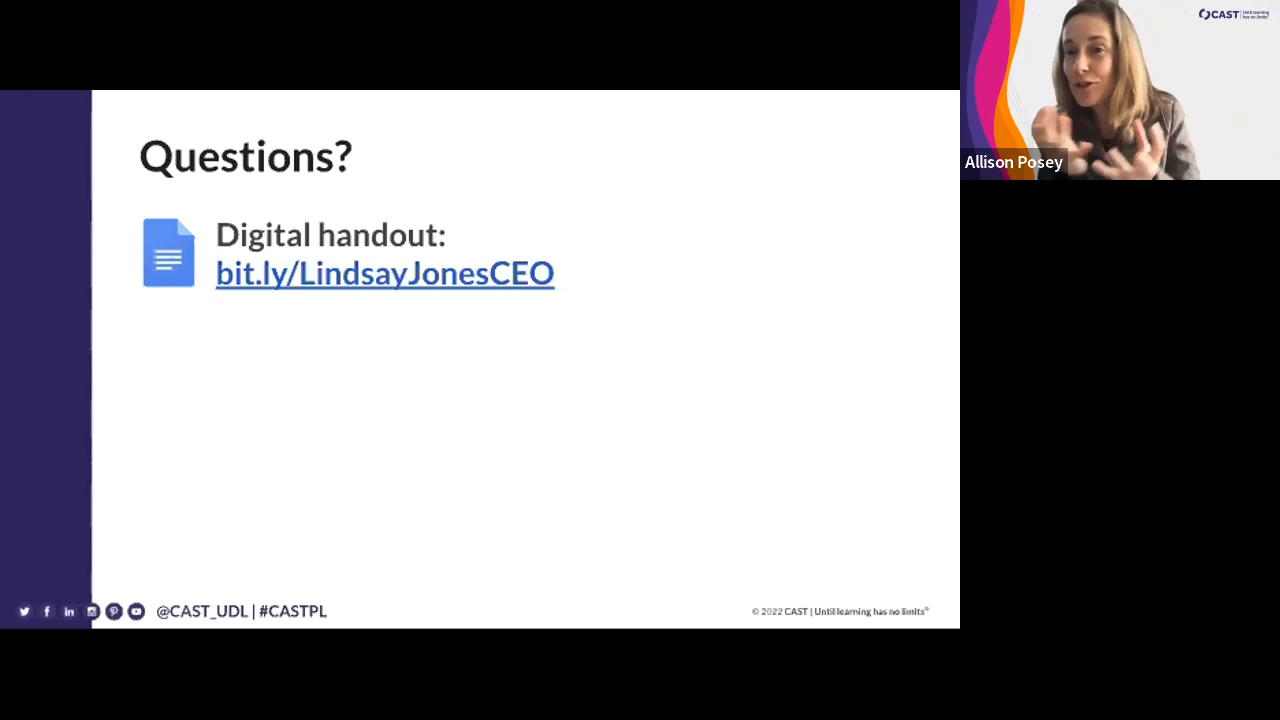 CAST | Until learning
has no limits®
Allison Posey
Questions?
Digital handout:
bit.ly/LindsayJonesCEO
@CAST_UDL | #CASTPL
© 2022 CAST | Until learning has no limits®